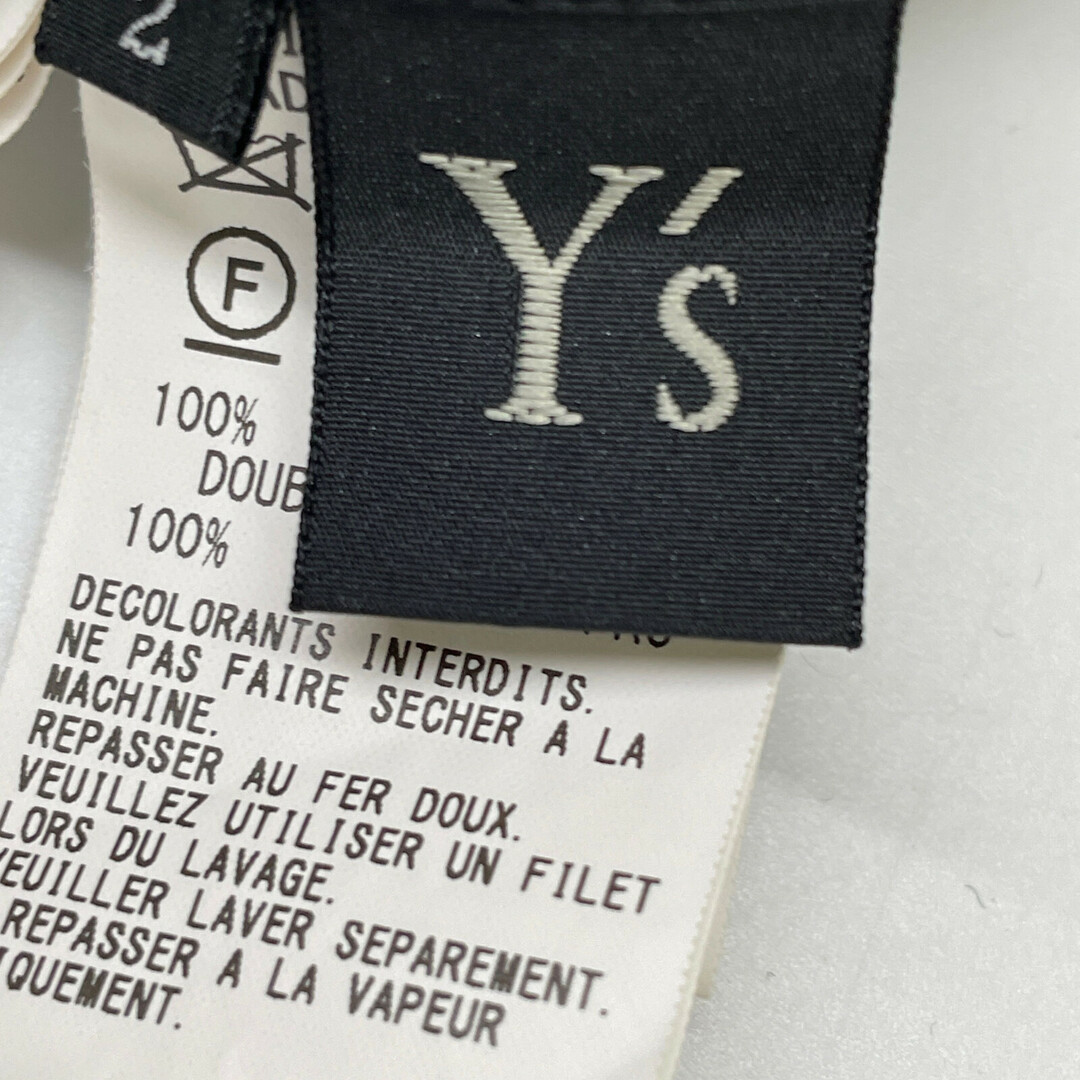 2
Y's
F
100%
DOUB
100%
DECOLORANTS INTERDITS.
NE PAS FAIRE SECHER A LA
MACHINE.
REPASSER AU FER DOUX.
VEUILLEZ UTILISER UN FILET
LORS DU LAVAGE.
VEUILLER LAVER SEPAREMENT.
REPASSER A LA VAPEUR
IQUEMENT.